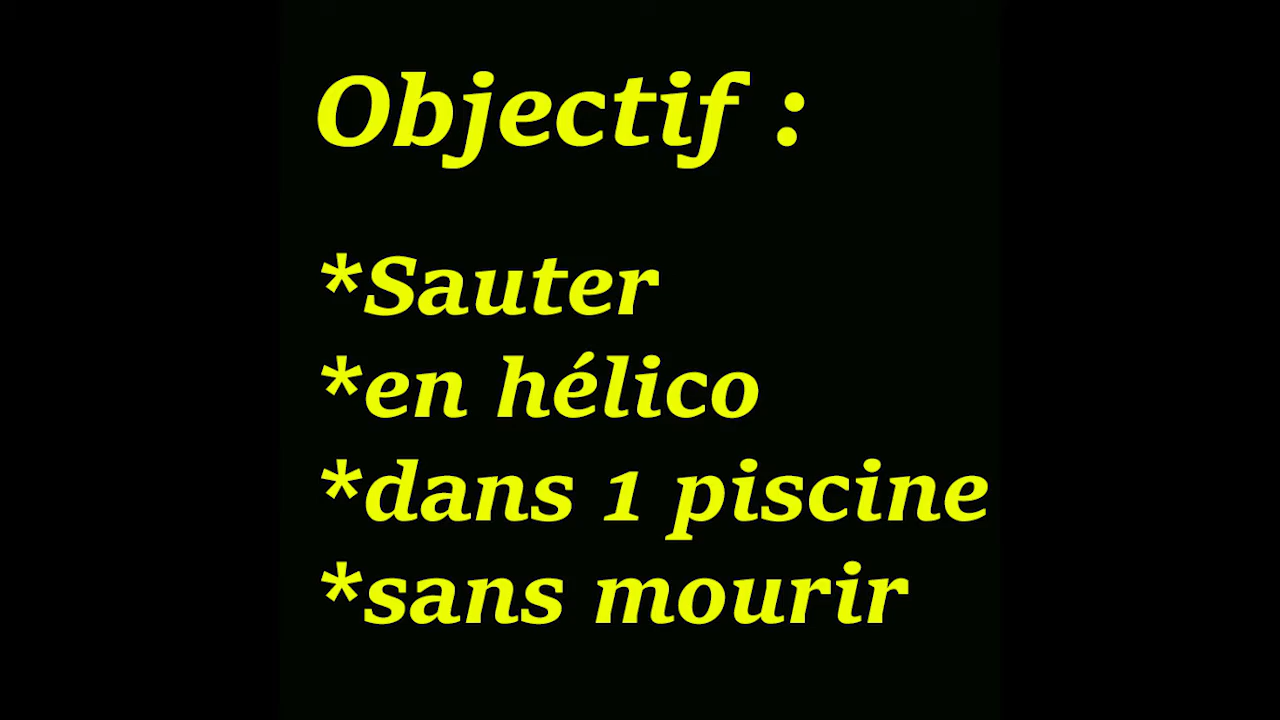 Objectif :
*Sauter
*en hélico
*dans 1 piscine
*sans mourir